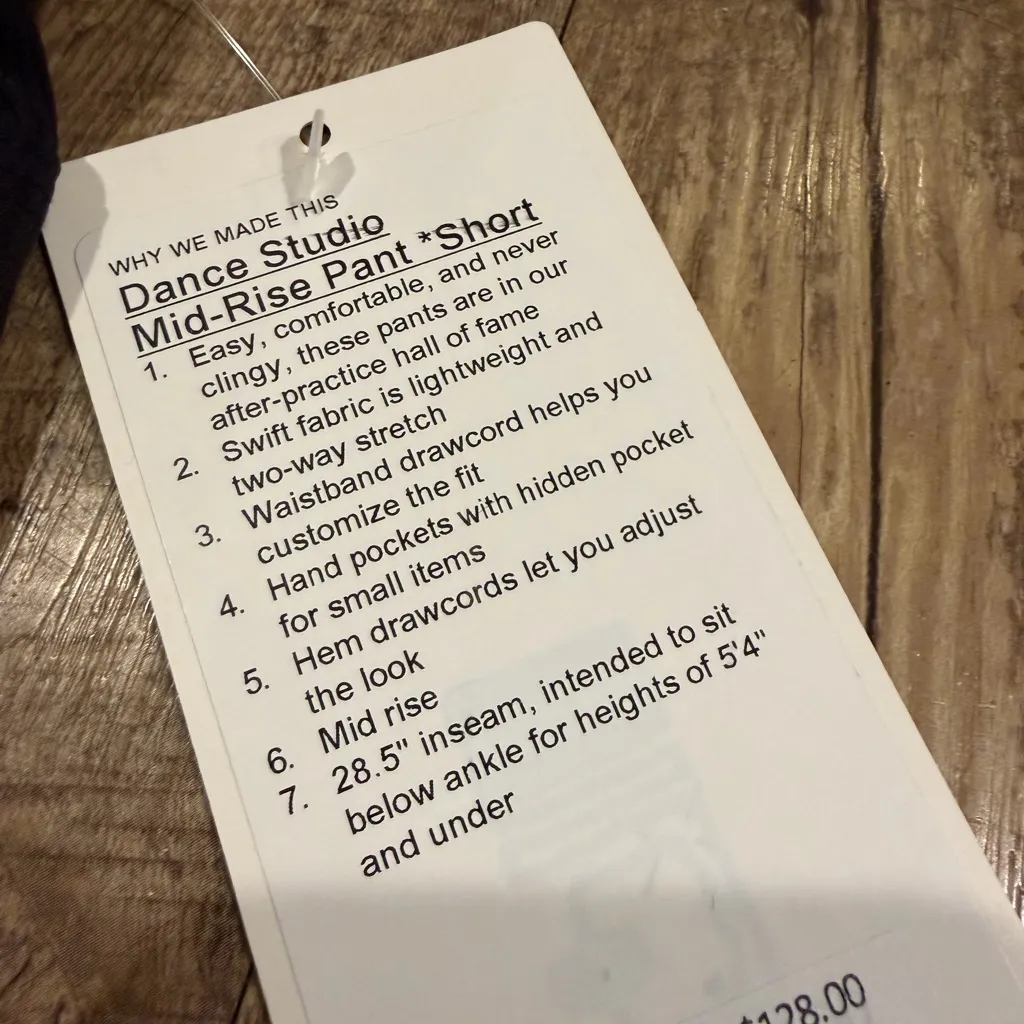 WHY WE MADE THIS
Dance Studio
Mid-Rise Pant *Short
1. Easy, comfortable, and never
clingy, these pants are in our
after-practice hall of fame
2. Swift fabric is lightweight and
two-way stretch
3. Waistband drawcord helps you
customize the fit
4. Hand pockets with hidden pocket
for small items
5. Hem drawcords let you adjust
the look
6. Mid rise
7. 28.5" inseam, intended to sit
below ankle for heights of 5'4"
and under
$128.00